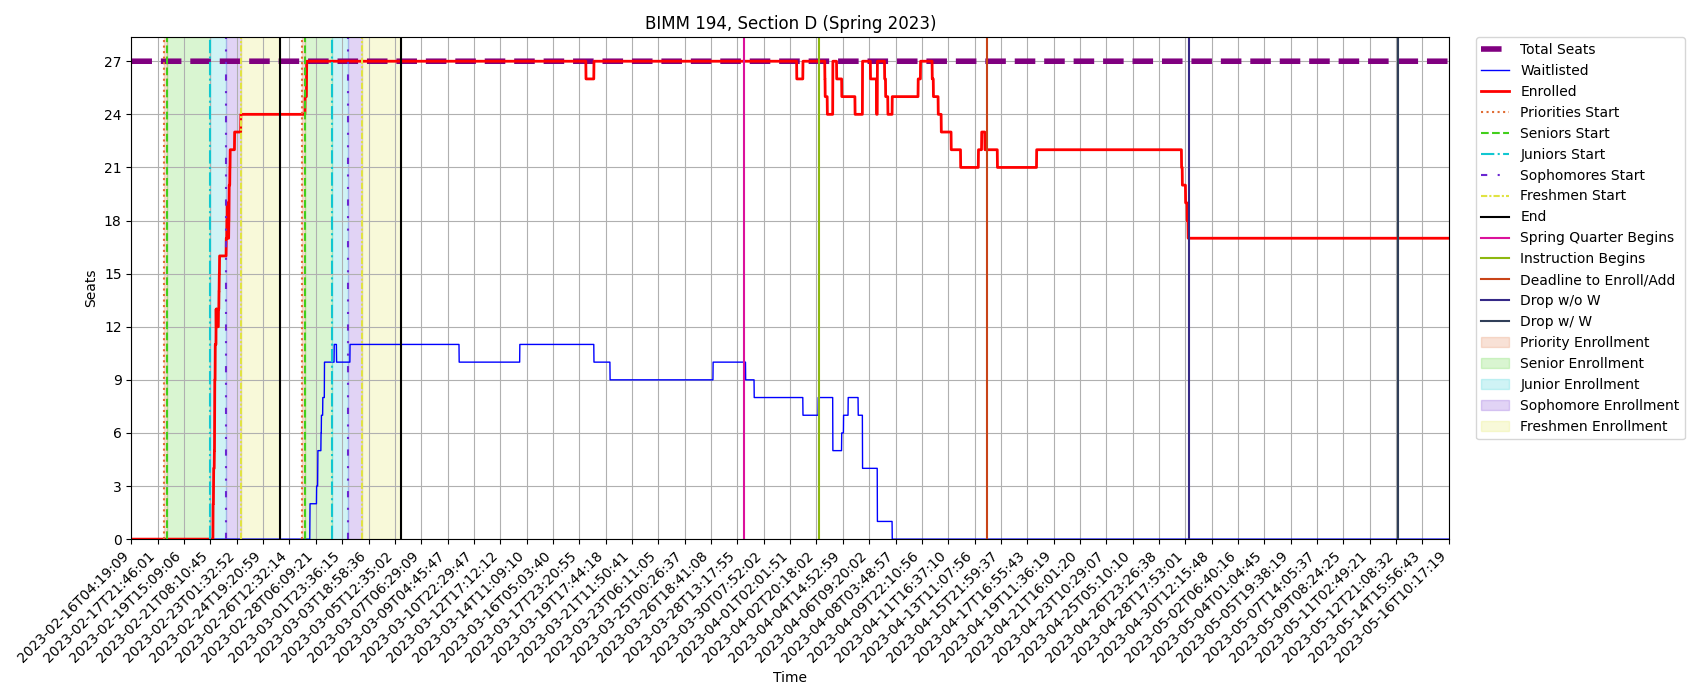 BIMM 194, Section D (Spring 2023)
Seats
27
24
21
18
15
12
9
6
3
0
2023-02-16T04:19:09
2023-02-17T21:46:01
2023-02-19T15:09:06
2023-02-21T08:10:45
2023-02-23T01:32:52
2023-02-24T19:20:59
2023-02-26T12:32:14
2023-02-28T06:09:21
2023-03-01T23:36:15
2023-03-03T18:58:36
2023-03-05T12:35:02
2023-03-07T06:29:09
2023-03-09T04:45:47
2023-03-10T22:29:47
2023-03-12T17:12:12
2023-03-14T11:09:10
2023-03-16T05:03:40
2023-03-17T23:20:55
2023-03-19T17:44:18
2023-03-21T11:50:41
2023-03-23T06:11:05
2023-03-25T00:26:37
2023-03-26T18:41:08
2023-03-28T13:17:55
2023-03-30T07:52:02
2023-04-01T02:01:51
2023-04-02T20:18:02
2023-04-04T14:52:59
2023-04-06T09:20:02
2023-04-08T03:48:57
2023-04-09T22:10:56
2023-04-11T16:37:10
2023-04-13T11:07:56
2023-04-15T21:59:37
2023-04-17T16:55:43
2023-04-19T11:36:19
2023-04-21T16:01:20
2023-04-23T10:29:07
2023-04-25T05:10:16
2023-04-26T23:26:38
2023-04-28T17:53:01
2023-04-30T12:15:48
2023-05-02T06:40:16
2023-05-04T01:04:45
2023-05-05T19:38:19
2023-05-07T14:05:37
2023-05-09T08:24:25
2023-05-11T02:49:21
2023-05-12T21:08:32
2023-05-14T15:56:43
2023-05-16T10:17:19
Time
Total Seats
Waitlisted
Enrolled
Priorities Start
Seniors Start
Juniors Start
Sophomores Start
Freshmen Start
End
Spring Quarter Begins
Instruction Begins
Deadline to Enroll/Add
Drop w/o W
Drop w/ W
Priority Enrollment
Senior Enrollment
Junior Enrollment
Sophomore Enrollment
Freshmen Enrollment